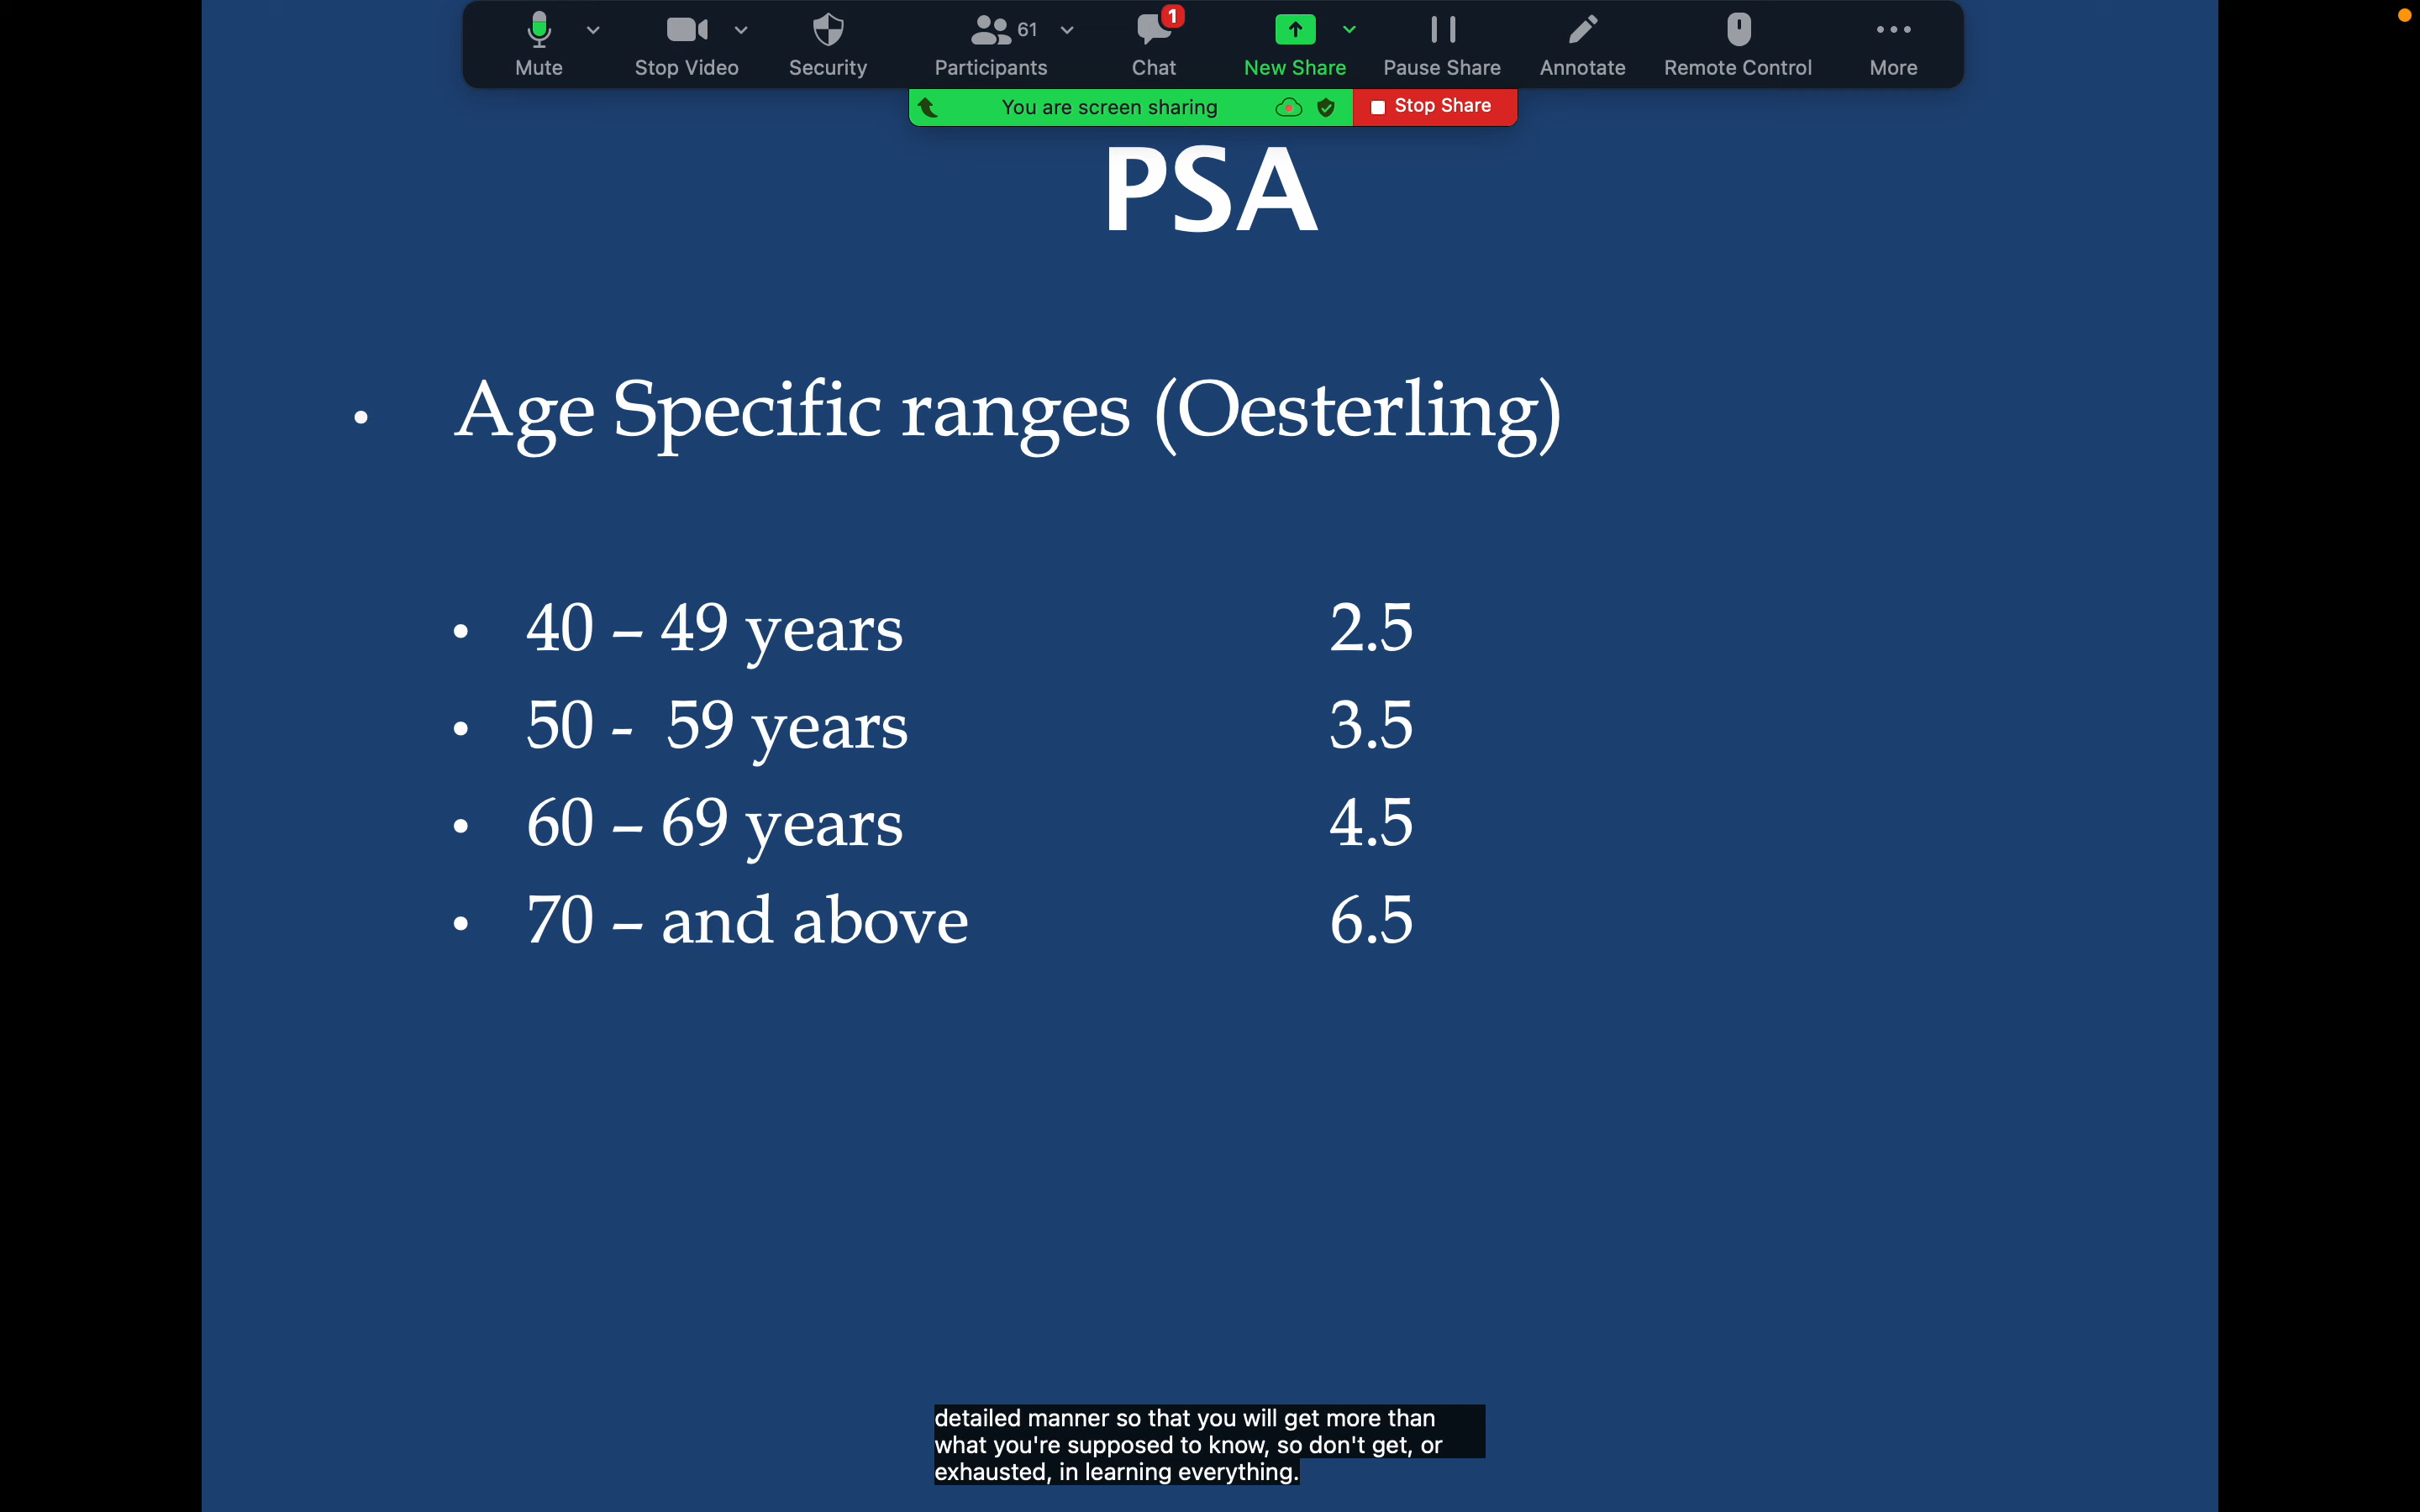 61
1
Mute
Stop Video
Security
Participants
Chat
New Share
Pause Share
Annotate
Remote Control
More
You are screen sharing
Stop Share
PSA
• Age Specific ranges (Oesterling)
• 40 – 49 years 2.5
• 50 - 59 years 3.5
• 60 – 69 years 4.5
• 70 – and above 6.5
detailed manner so that you will get more than
what you're supposed to know, so don't get, or
exhausted, in learning everything.